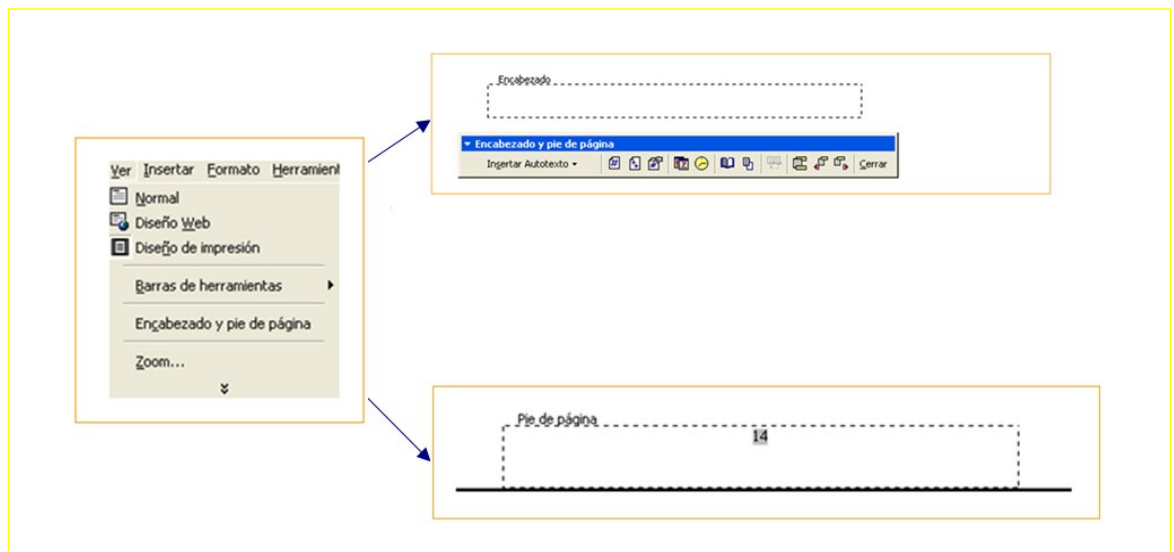 Encabezado
Encabezado y pie de página
Insertar Autotexto
Cerrar
Ver Insertar Formato Herramient
Normal
Diseño Web
Diseño de impresión
Barras de herramientas
Encabezado y pie de página
Zoom...
Pie de página
14